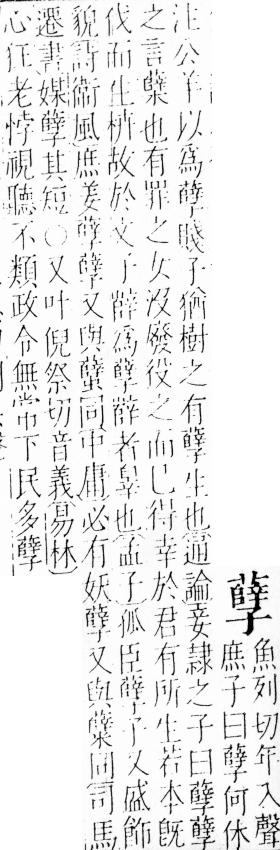 孽
魚列切年入聲
庶子曰孽何休
注公羊以爲孽賤子猶樹之有孽生也通論妾隸之子曰孽孽
之言櫱也有罪之女沒廢役之而已得幸於君有所生若本既
伐而生枿故於文子薛爲孽薛者辠也孟子孤臣孽子又盛飾
貌詩衛風庶姜孽孽又與蠥同中庸必有妖孽又與櫱同司馬
遷書媒孽其短○又叶倪祭切音義易林
心狂老悖視聽不類政令無常下民多孽